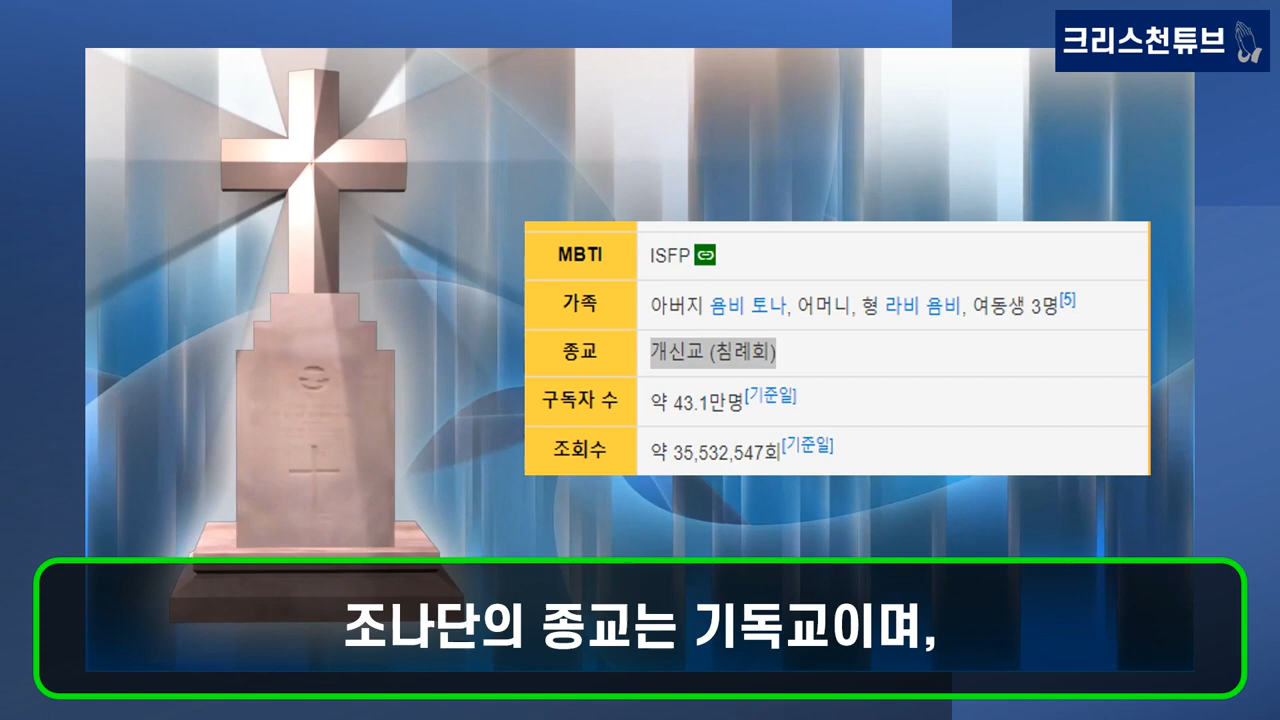 크리스천튜브
MBTI ISFP
가족 아버지 욤비 토나, 어머니, 형 라비 욤비, 여동생 3명[5]
종교 개신교 (침례회)
구독자 수 약 43.1만명[기준일]
조회수 약 35,532,547회[기준일]
조나단의 종교는 기독교이며,